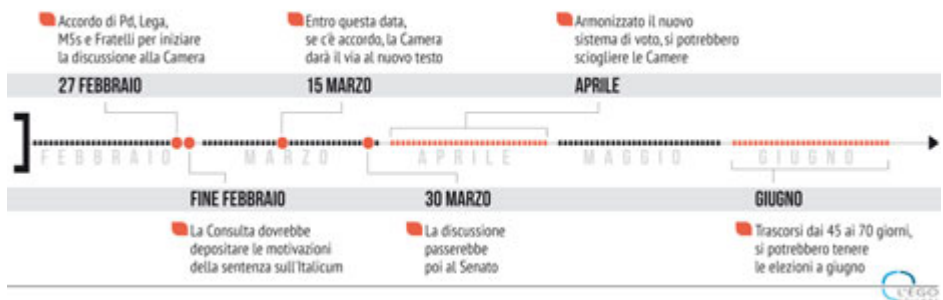 Accordo di Pd, Lega,
M5s e Fratelli per iniziare
la discussione alla Camera
27 FEBBRAIO
Entro questa data,
se c'è accordo, la Camera
darà il via al nuovo testo
15 MARZO
Armonizzato il nuovo
sistema di voto, si potrebbero
sciogliere le Camere
APRILE
FEBBRAIO
MARZO
APRILE
MAGGIO
GIUGNO
FINE FEBBRAIO
La Consulta dovrebbe
depositare le motivazioni
della sentenza sull'Italicum
30 MARZO
La discussione
passerebbe
poi al Senato
GIUGNO
Trascorsi dai 45 ai 70 giorni,
si potrebbero tenere
le elezioni a giugno
L'EGO